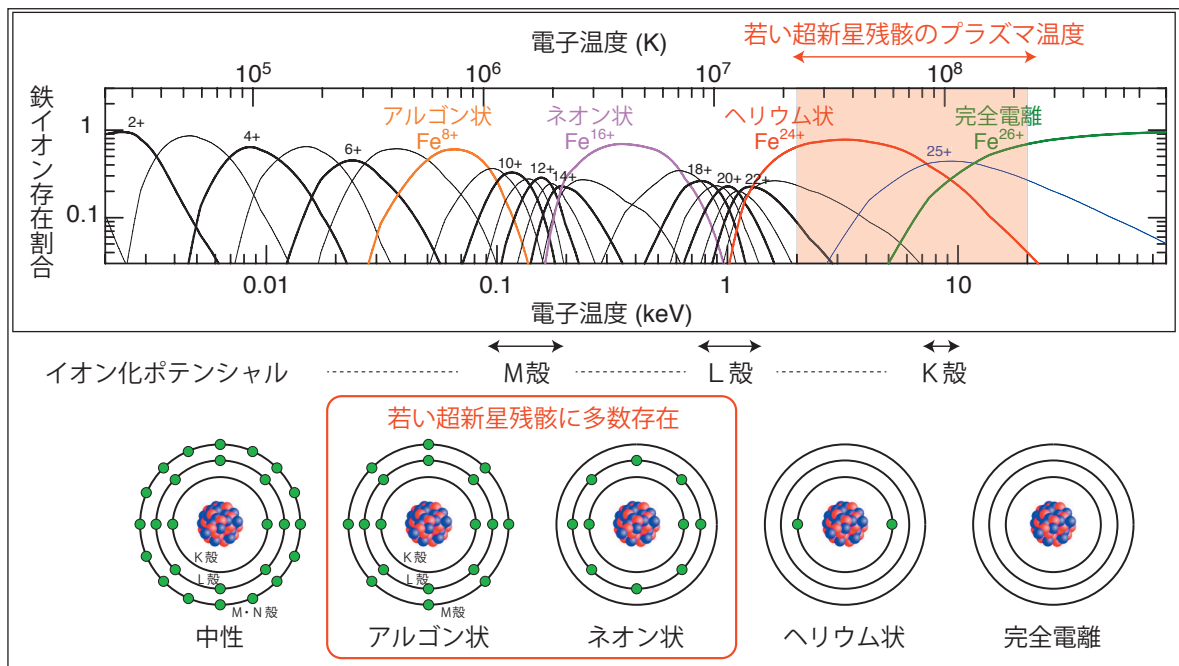 電子温度 (K)
若い超新星残骸のプラズマ温度
10⁵ 10⁶ 10⁷ 10⁸
鉄イオン存在割合
1
0.1
2+ 4+ 6+ 10+ 12+ 14+ 18+ 20+ 22+ 25+
アルゴン状
Fe⁸⁺
ネオン状
Fe¹⁶⁺
ヘリウム状
Fe²⁴⁺
完全電離
Fe²⁶⁺
0.01 0.1 1 10
電子温度 (keV)
イオン化ポテンシャル M殻 L殻 K殻
若い超新星残骸に多数存在
K殻
L殻
M・N殻
K殻
L殻
M殻
中性 アルゴン状 ネオン状 ヘリウム状 完全電離